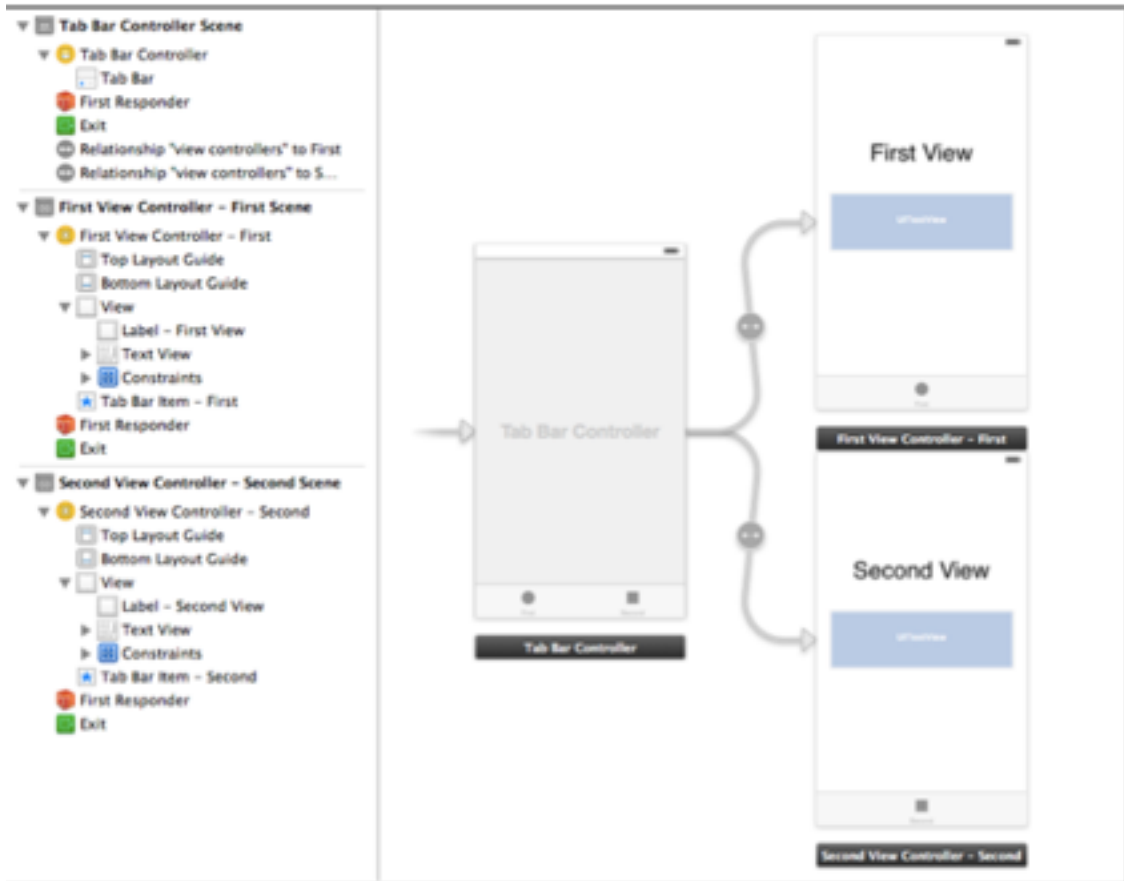 Tab Bar Controller Scene
Tab Bar Controller
Tab Bar
First Responder
Exit
Relationship "view controllers" to First
Relationship "view controllers" to S...
First View Controller – First Scene
First View Controller – First
Top Layout Guide
Bottom Layout Guide
View
Label – First View
Text View
Constraints
Tab Bar Item – First
First Responder
Exit
Second View Controller – Second Scene
Second View Controller – Second
Top Layout Guide
Bottom Layout Guide
View
Label – Second View
Text View
Constraints
Tab Bar Item – Second
First Responder
Exit
Tab Bar Controller
Tab Bar Controller
First View
UITextView
First View Controller – First
Second View
UITextView
Second View Controller – Second